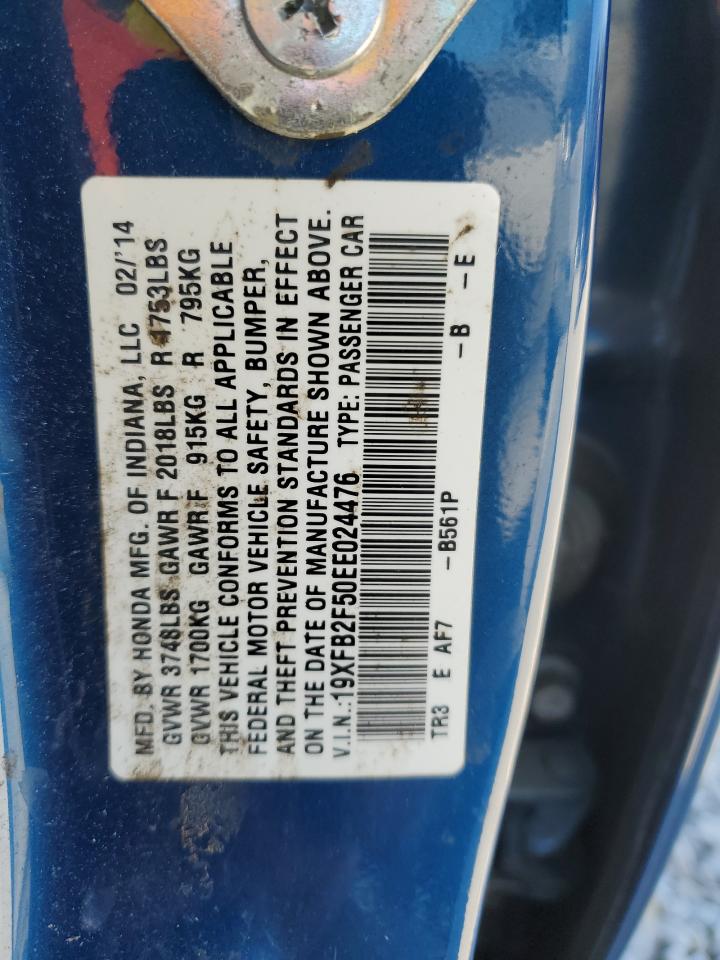 MFD. BY HONDA MFG. OF INDIANA, LLC 02/'14
GVWR 3748LBS GAWR F 2018LBS R 1753LBS
GVWR 1700KG GAWR F 915KG R 795KG
THIS VEHICLE CONFORMS TO ALL APPLICABLE
FEDERAL MOTOR VEHICLE SAFETY, BUMPER,
AND THEFT PREVENTION STANDARDS IN EFFECT
ON THE DATE OF MANUFACTURE SHOWN ABOVE.
V.I.N.:19XFB2F50EE024476 TYPE: PASSENGER CAR
TR3 E AF7 -B561P -B -E